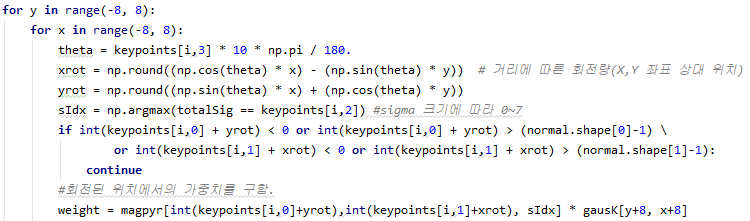 for y in range(-8, 8):
for x in range(-8, 8):
theta = keypoints[i,3] * 10 * np.pi / 180.
xrot = np.round((np.cos(theta) * x) - (np.sin(theta) * y))  # 거리에 따른 회전량(X,Y 좌표 상대 위치)
yrot = np.round((np.sin(theta) * x) + (np.cos(theta) * y))
sIdx = np.argmax(totalSig == keypoints[i,2]) #sigma 크기에 따라 0~7
if int(keypoints[i,0] + yrot) < 0 or int(keypoints[i,0] + yrot) > (normal.shape[0]-1) \
or int(keypoints[i,1] + xrot) < 0 or int(keypoints[i,1] + xrot) > (normal.shape[1]-1):
continue
#회전된 위치에서의 가중치를 구함.
weight = magpyr[int(keypoints[i,0]+yrot),int(keypoints[i,1]+xrot), sIdx] * gausK[y+8, x+8]